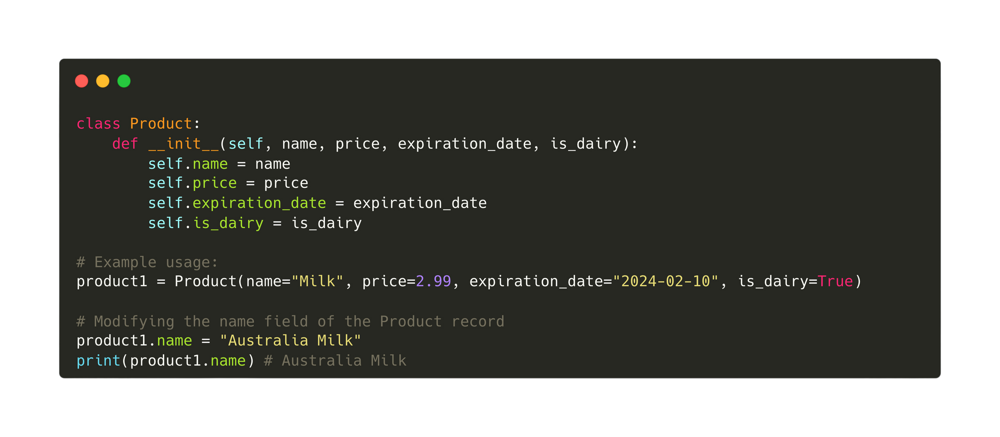 class Product:
    def __init__(self, name, price, expiration_date, is_dairy):
        self.name = name
        self.price = price
        self.expiration_date = expiration_date
        self.is_dairy = is_dairy

# Example usage:
product1 = Product(name="Milk", price=2.99, expiration_date="2024-02-10", is_dairy=True)

# Modifying the name field of the Product record
product1.name = "Australia Milk"
print(product1.name) # Australia Milk